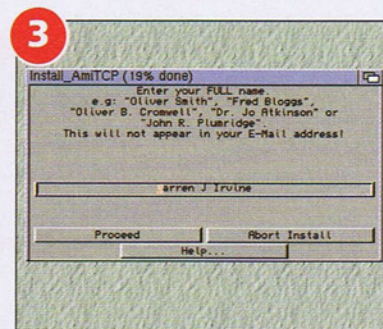 3
Install_AmiTCP (19% done)
Enter your FULL name.
e.g: "Oliver Smith", "Fred Bloggs",
"Oliver B. Cromwell", "Dr. Jo Atkinson" or
"John R. Plumridge".
This will not appear in your E-Mail address!
arren J Irvine
Proceed
Abort Install
Help...